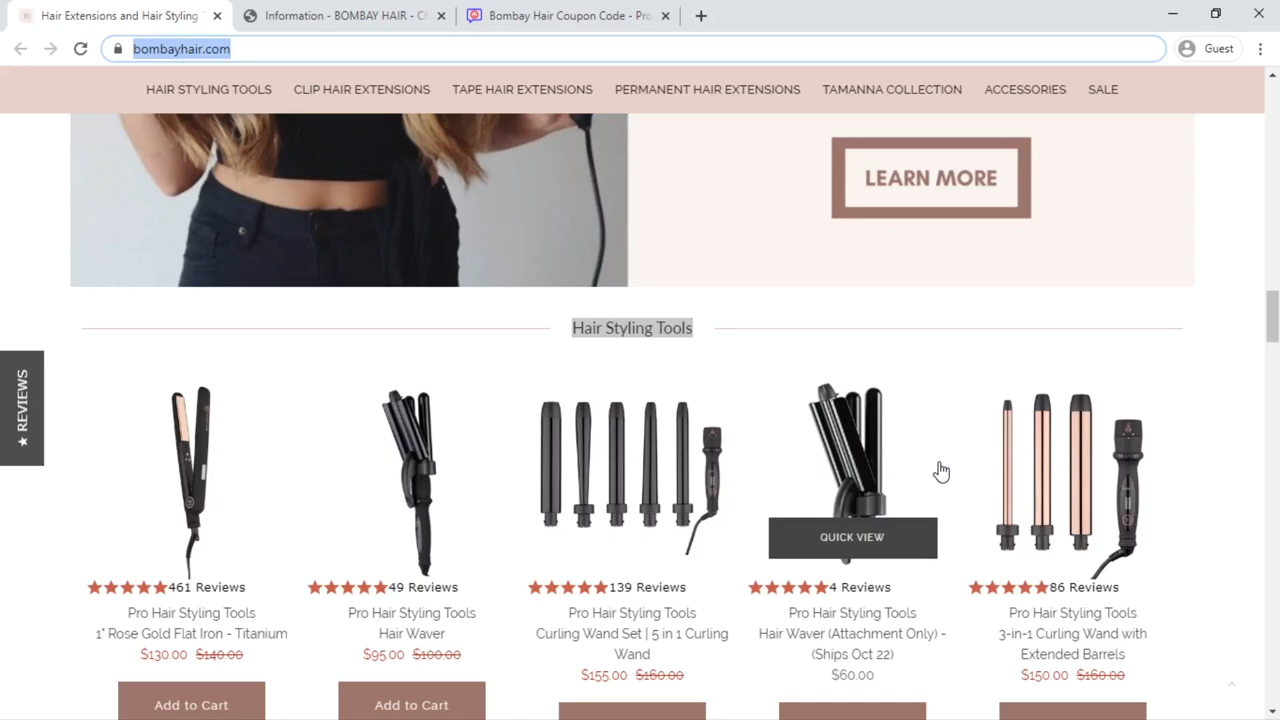 Hair Extensions and Hair Styling
Information - BOMBAY HAIR - C
Bombay Hair Coupon Code - Pro
bombayhair.com
Guest
HAIR STYLING TOOLS CLIP HAIR EXTENSIONS TAPE HAIR EXTENSIONS PERMANENT HAIR EXTENSIONS TAMANNA COLLECTION ACCESSORIES SALE
LEARN MORE
Hair Styling Tools
★ REVIEWS
QUICK VIEW
461 Reviews
Pro Hair Styling Tools
1" Rose Gold Flat Iron - Titanium
$130.00 $140.00
Add to Cart
49 Reviews
Pro Hair Styling Tools
Hair Waver
$95.00 $100.00
Add to Cart
139 Reviews
Pro Hair Styling Tools
Curling Wand Set | 5 in 1 Curling
Wand
$155.00 $160.00
4 Reviews
Pro Hair Styling Tools
Hair Waver (Attachment Only) -
(Ships Oct 22)
$60.00
86 Reviews
Pro Hair Styling Tools
3-in-1 Curling Wand with
Extended Barrels
$150.00 $160.00